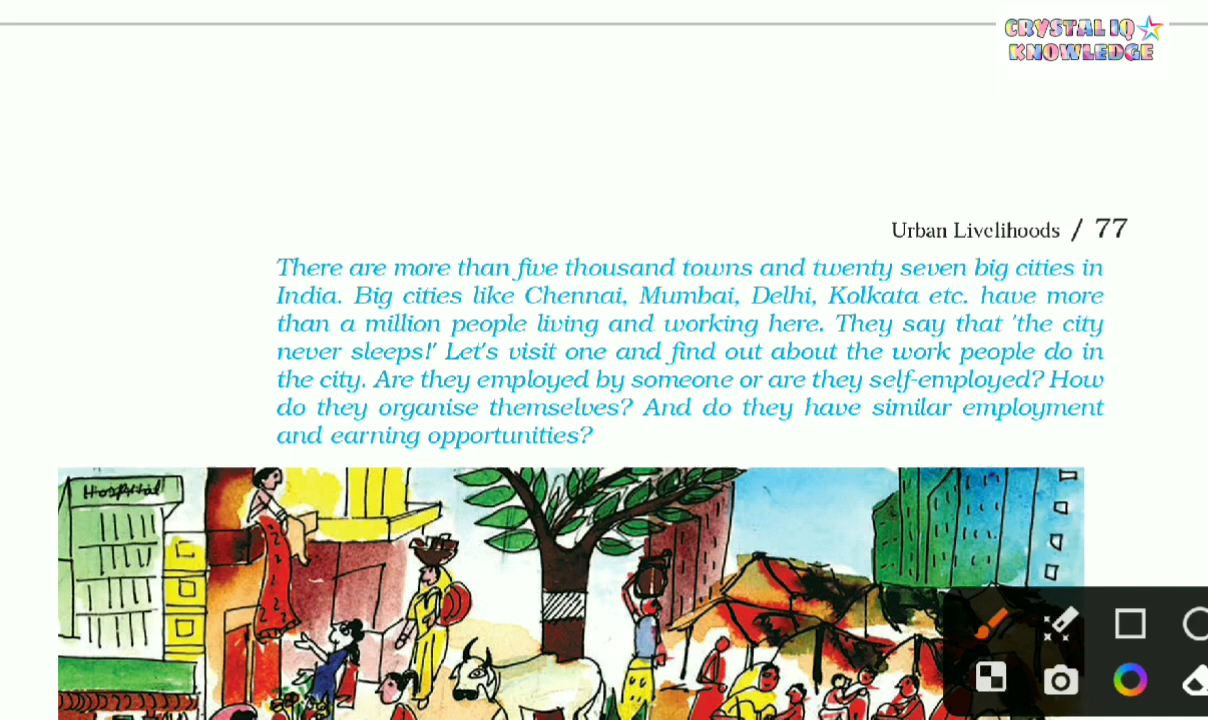 CRYSTAL IQ
KNOWLEDGE
Urban Livelihoods / 77
There are more than five thousand towns and twenty seven big cities in
India. Big cities like Chennai, Mumbai, Delhi, Kolkata etc. have more
than a million people living and working here. They say that 'the city
never sleeps!' Let's visit one and find out about the work people do in
the city. Are they employed by someone or are they self-employed? How
do they organise themselves? And do they have similar employment
and earning opportunities?
Hospital